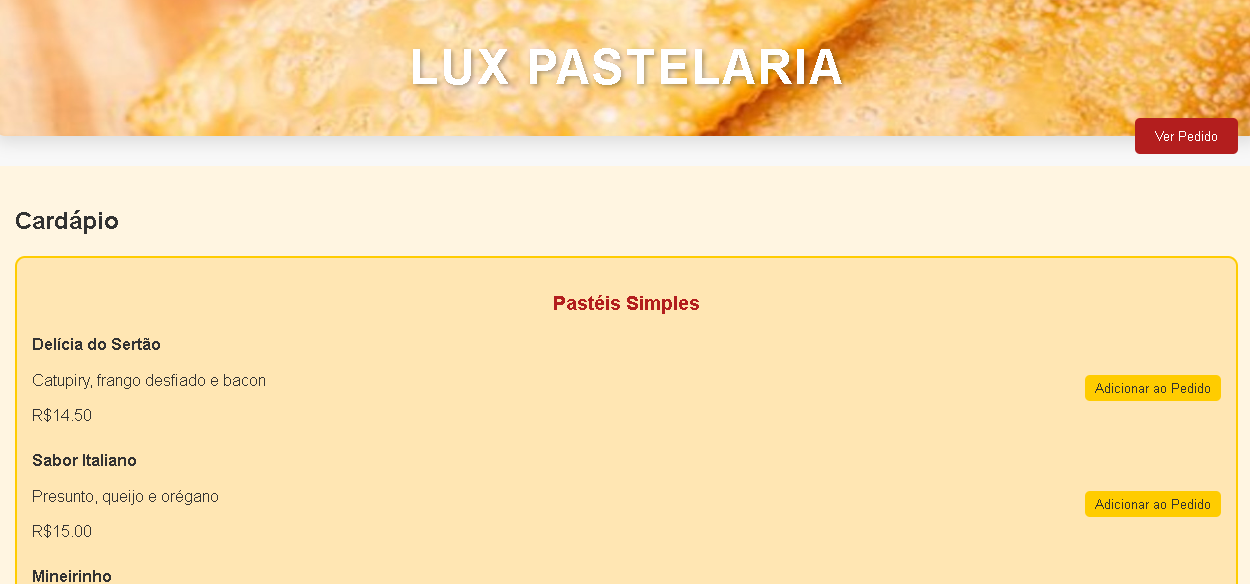 LUX PASTELARIA
Ver Pedido
Cardápio
Pastéis Simples
Delícia do Sertão
Catupiry, frango desfiado e bacon
Adicionar ao Pedido
R$14.50
Sabor Italiano
Presunto, queijo e orégano
Adicionar ao Pedido
R$15.00
Mineirinho